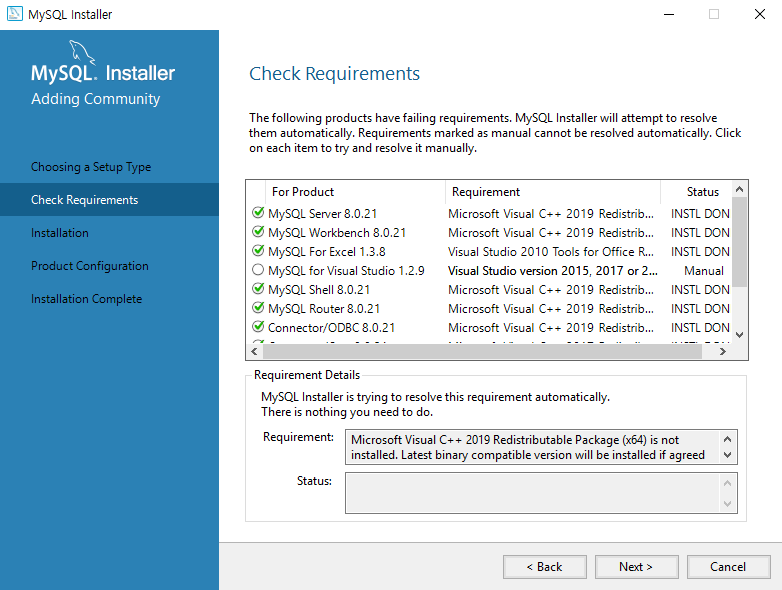 MySQL Installer
MySQL. Installer
Adding Community
Choosing a Setup Type
Check Requirements
Installation
Product Configuration
Installation Complete
Check Requirements
The following products have failing requirements. MySQL Installer will attempt to resolve
them automatically. Requirements marked as manual cannot be resolved automatically. Click
on each item to try and resolve it manually.
For Product Requirement Status
MySQL Server 8.0.21 Microsoft Visual C++ 2019 Redistrib... INSTL DON
MySQL Workbench 8.0.21 Microsoft Visual C++ 2019 Redistrib... INSTL DON
MySQL For Excel 1.3.8 Visual Studio 2010 Tools for Office R... INSTL DON
MySQL for Visual Studio 1.2.9 Visual Studio version 2015, 2017 or 2... Manual
MySQL Shell 8.0.21 Microsoft Visual C++ 2019 Redistrib... INSTL DON
MySQL Router 8.0.21 Microsoft Visual C++ 2019 Redistrib... INSTL DON
Connector/ODBC 8.0.21 Microsoft Visual C++ 2019 Redistrib... INSTL DON
Requirement Details
MySQL Installer is trying to resolve this requirement automatically.
There is nothing you need to do.
Requirement: Microsoft Visual C++ 2019 Redistributable Package (x64) is not
installed. Latest binary compatible version will be installed if agreed
Status:
< Back Next > Cancel